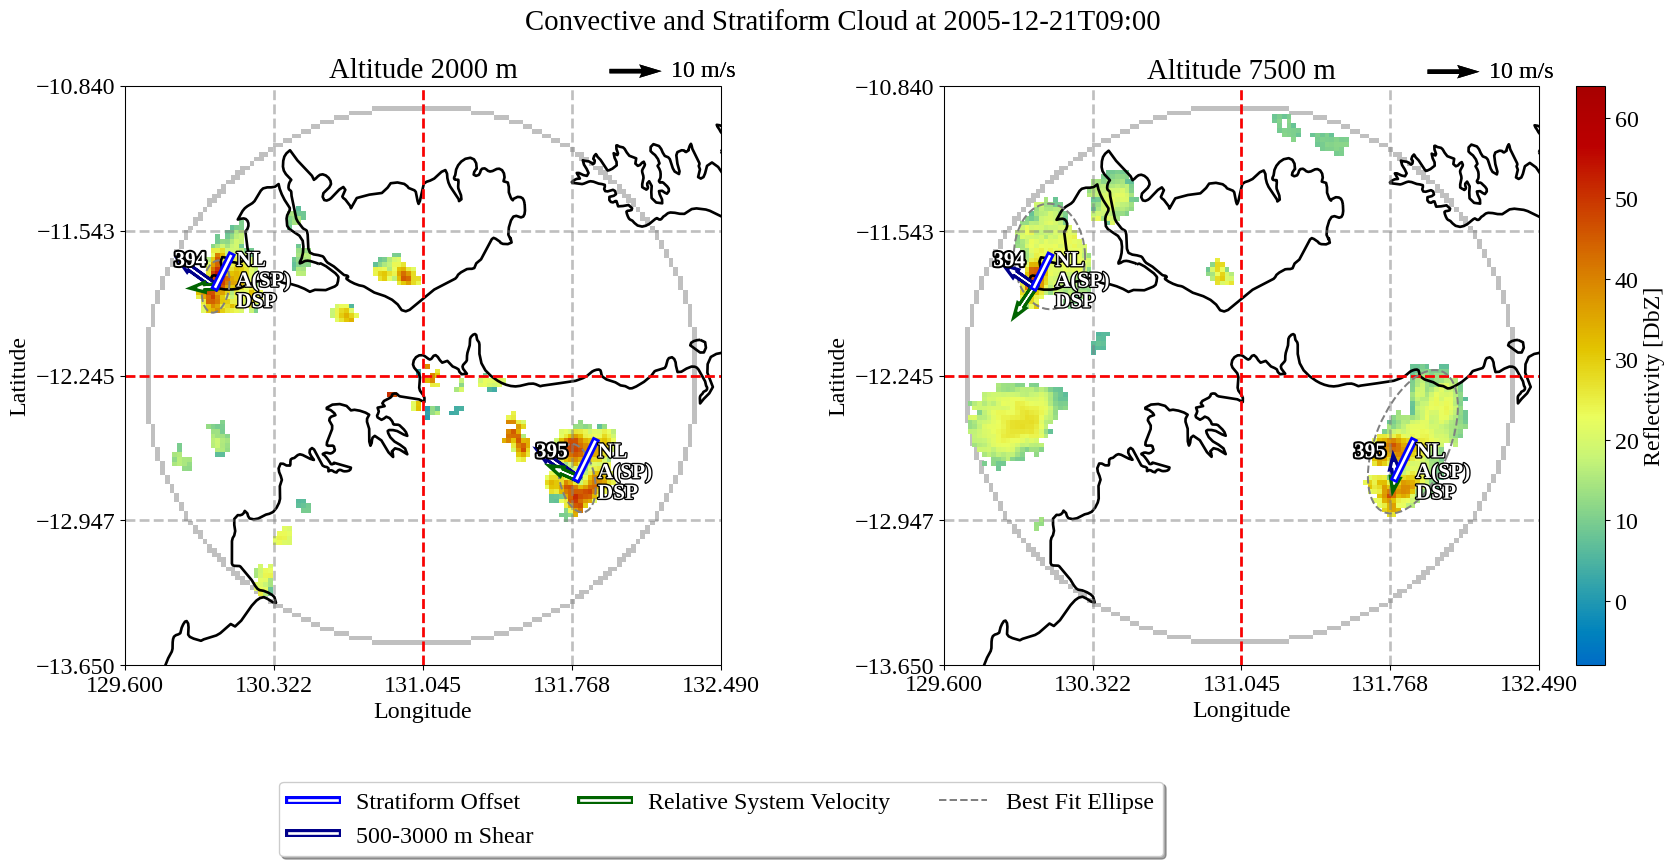 Convective and Stratiform Cloud at 2005-12-21T09:00
Altitude 2000 m
10 m/s
−10.840
−11.543
−12.245
−12.947
−13.650
Latitude
129.600
130.322
131.045
131.768
132.490
Longitude
394
NL
A(SP)
DSP
395
NL
A(SP)
DSP
Altitude 7500 m
10 m/s
−10.840
−11.543
−12.245
−12.947
−13.650
Latitude
129.600
130.322
131.045
131.768
132.490
Longitude
394
NL
A(SP)
DSP
395
NL
A(SP)
DSP
60
50
40
30
20
10
0
Reflectivity [DbZ]
Stratiform Offset
500-3000 m Shear
Relative System Velocity
Best Fit Ellipse